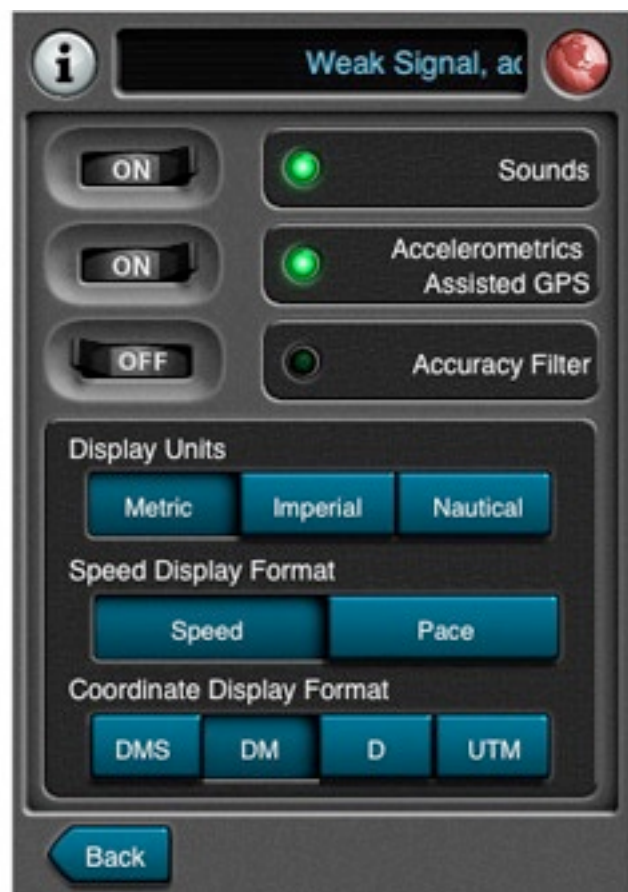 i
Weak Signal, ac
ON
Sounds
ON
Accelerometrics
Assisted GPS
OFF
Accuracy Filter
Display Units
Metric Imperial Nautical
Speed Display Format
Speed Pace
Coordinate Display Format
DMS DM D UTM
Back